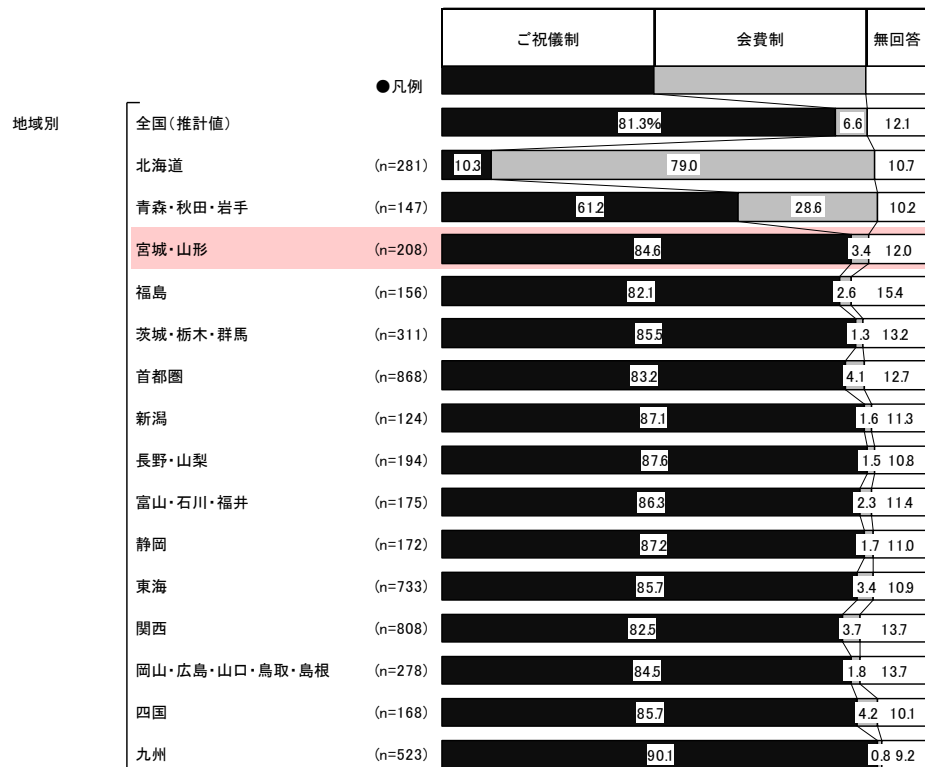 ご祝儀制 会費制 無回答
●凡例
地域別 全国(推計値) 81.3% 6.6 12.1
北海道 (n=281) 10.3 79.0 10.7
青森・秋田・岩手 (n=147) 61.2 28.6 10.2
宮城・山形 (n=208) 84.6 3.4 12.0
福島 (n=156) 82.1 2.6 15.4
茨城・栃木・群馬 (n=311) 85.5 1.3 13.2
首都圏 (n=868) 83.2 4.1 12.7
新潟 (n=124) 87.1 1.6 11.3
長野・山梨 (n=194) 87.6 1.5 10.8
富山・石川・福井 (n=175) 86.3 2.3 11.4
静岡 (n=172) 87.2 1.7 11.0
東海 (n=733) 85.7 3.4 10.9
関西 (n=808) 82.5 3.7 13.7
岡山・広島・山口・鳥取・島根 (n=278) 84.5 1.8 13.7
四国 (n=168) 85.7 4.2 10.1
九州 (n=523) 90.1 0.8 9.2